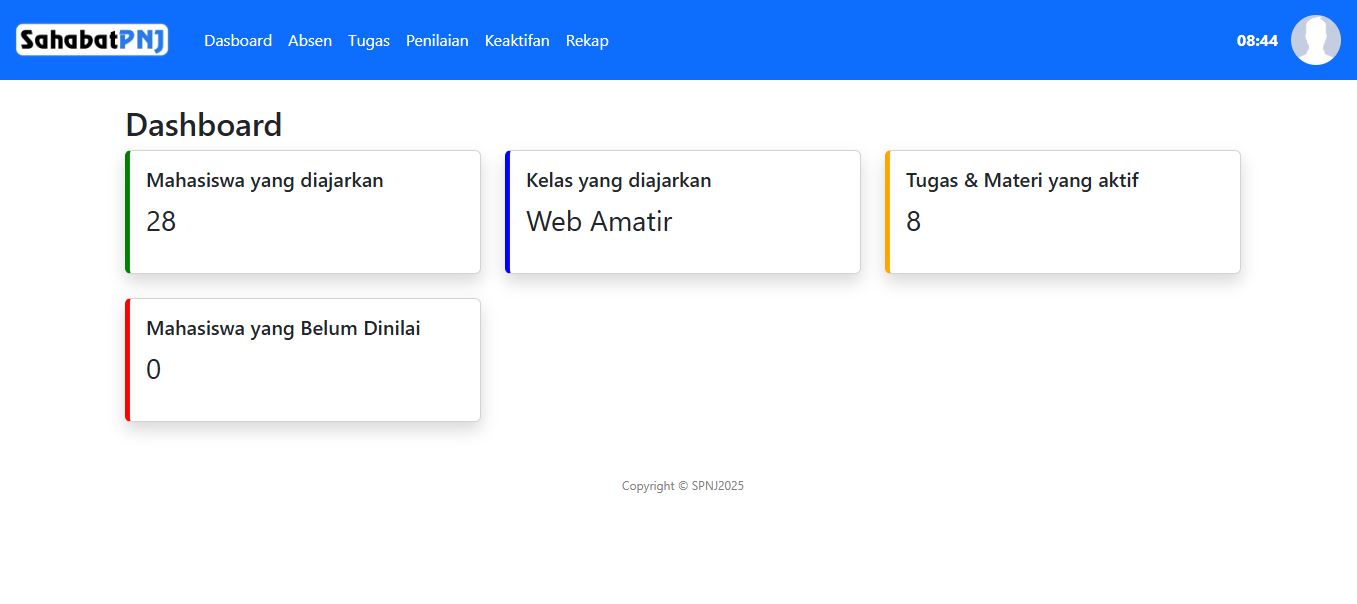 SahabatPNJ Dasboard Absen Tugas Penilaian Keaktifan Rekap 08:44
Dashboard
Mahasiswa yang diajarkan
28
Kelas yang diajarkan
Web Amatir
Tugas & Materi yang aktif
8
Mahasiswa yang Belum Dinilai
0
Copyright © SPNJ2025